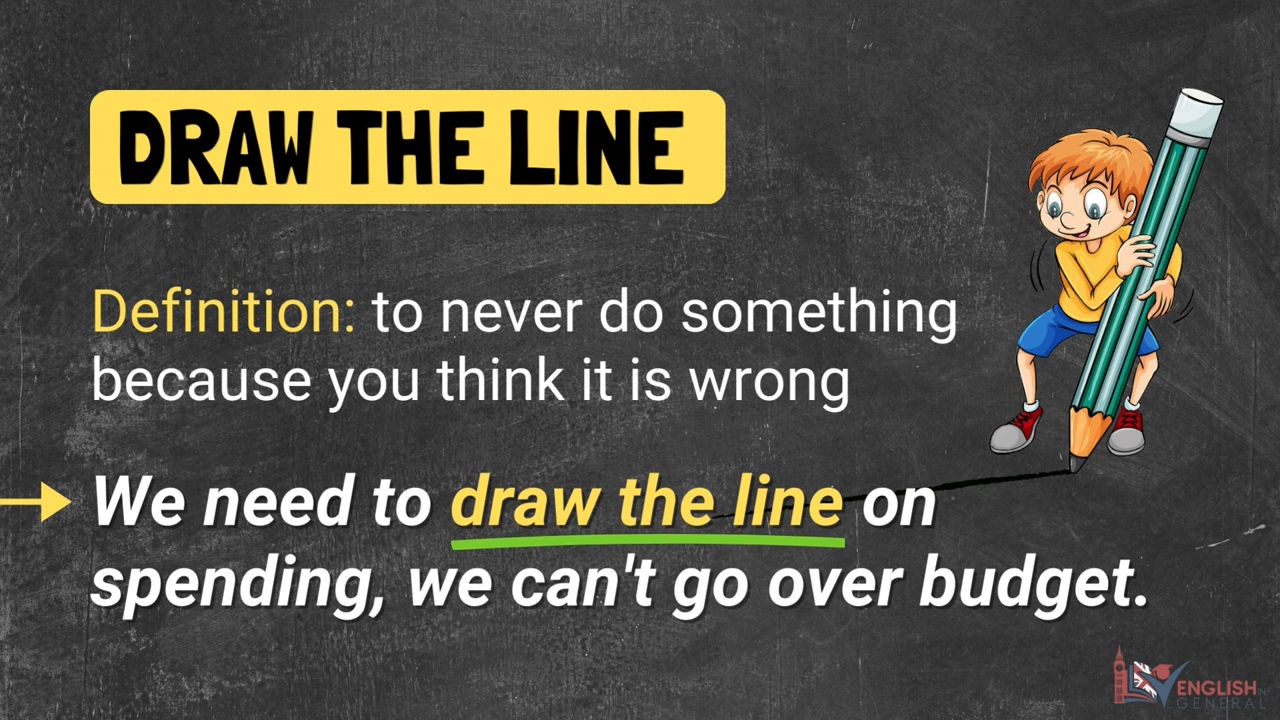 DRAW THE LINE
Definition: to never do something
because you think it is wrong
We need to draw the line on
spending, we can't go over budget.
ENGLISH IN
GENERAL